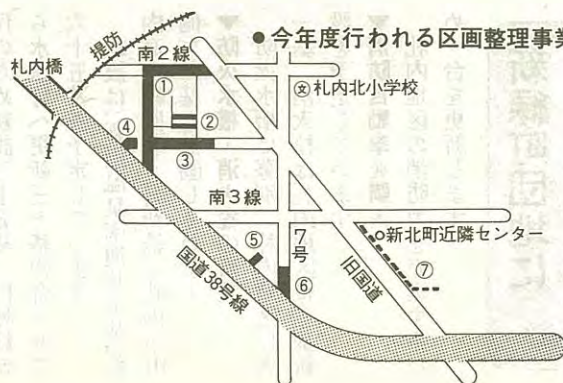 ●今年度行われる区画整理事業
堤防
南2線
札内橋
①
文 札内北小学校
②
④
③
南3線
7号
新北町近隣センター
⑤
⑦
旧国道
⑥
国道38号線